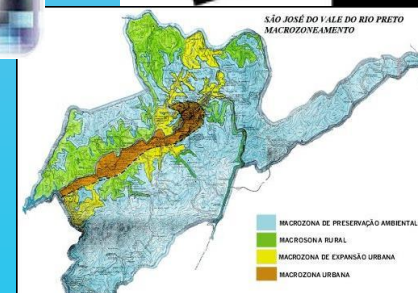 SÃO JOSÉ DO VALE DO RIO PRETO
MACROZONEAMENTO
MACROZONA DE PRESERVAÇÃO AMBIENTAL
MACROSONA RURAL
MACROZONA DE EXPANSÃO URBANA
MACROZONA URBANA